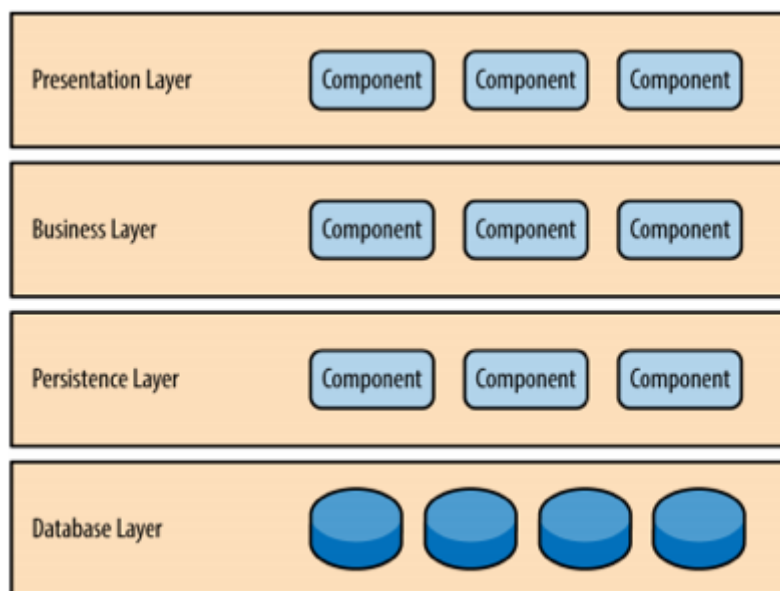 Presentation Layer Component Component Component
Business Layer Component Component Component
Persistence Layer Component Component Component
Database Layer